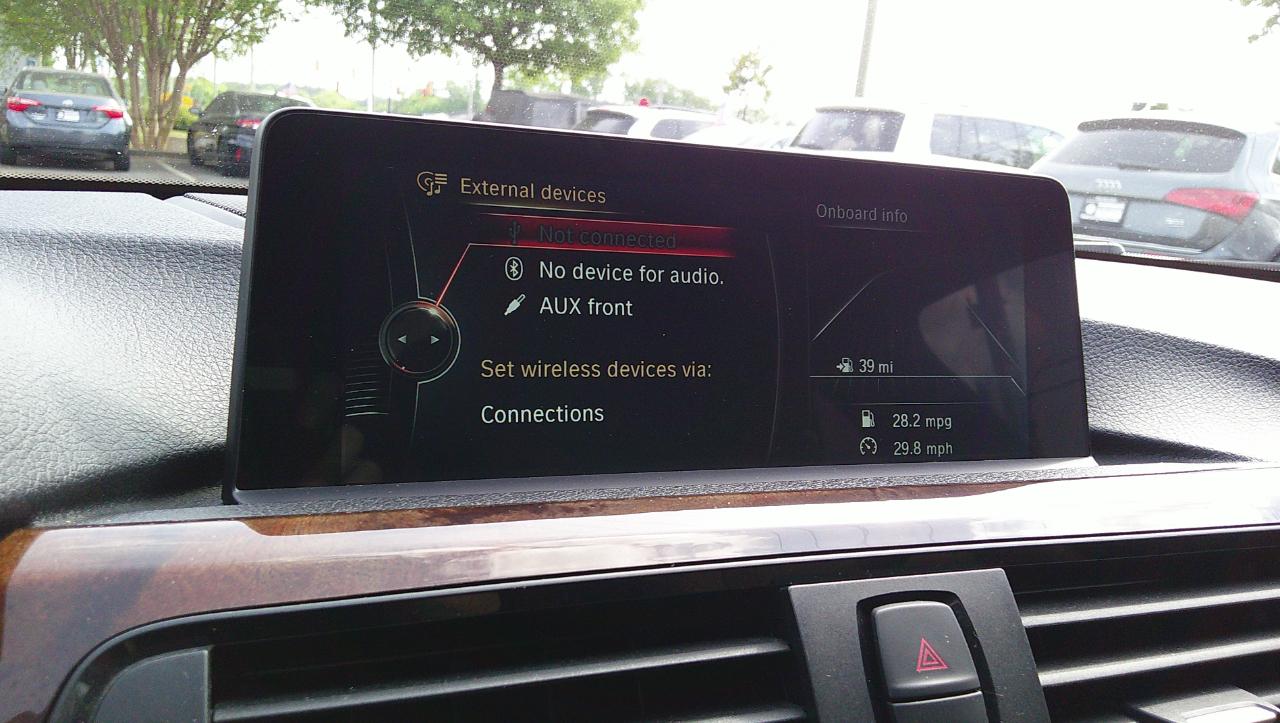 External devices
Not connected
No device for audio.
AUX front
Set wireless devices via:
Connections
Onboard info
39 mi
28.2 mpg
29.8 mph